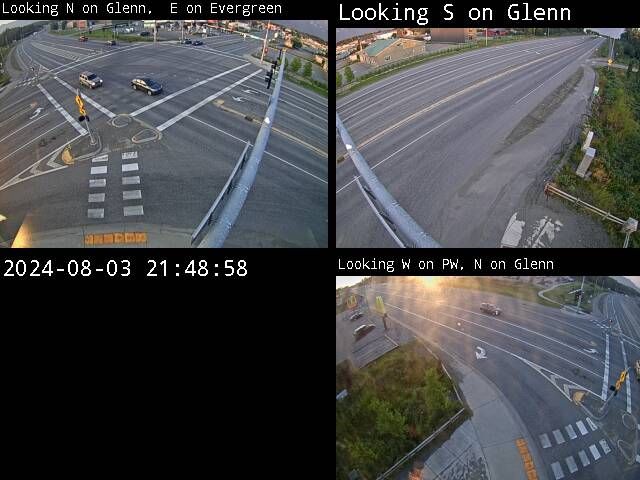 Looking N on Glenn,  E on Evergreen
Looking S on Glenn
2024-08-03 21:48:58
Looking W on PW, N on Glenn